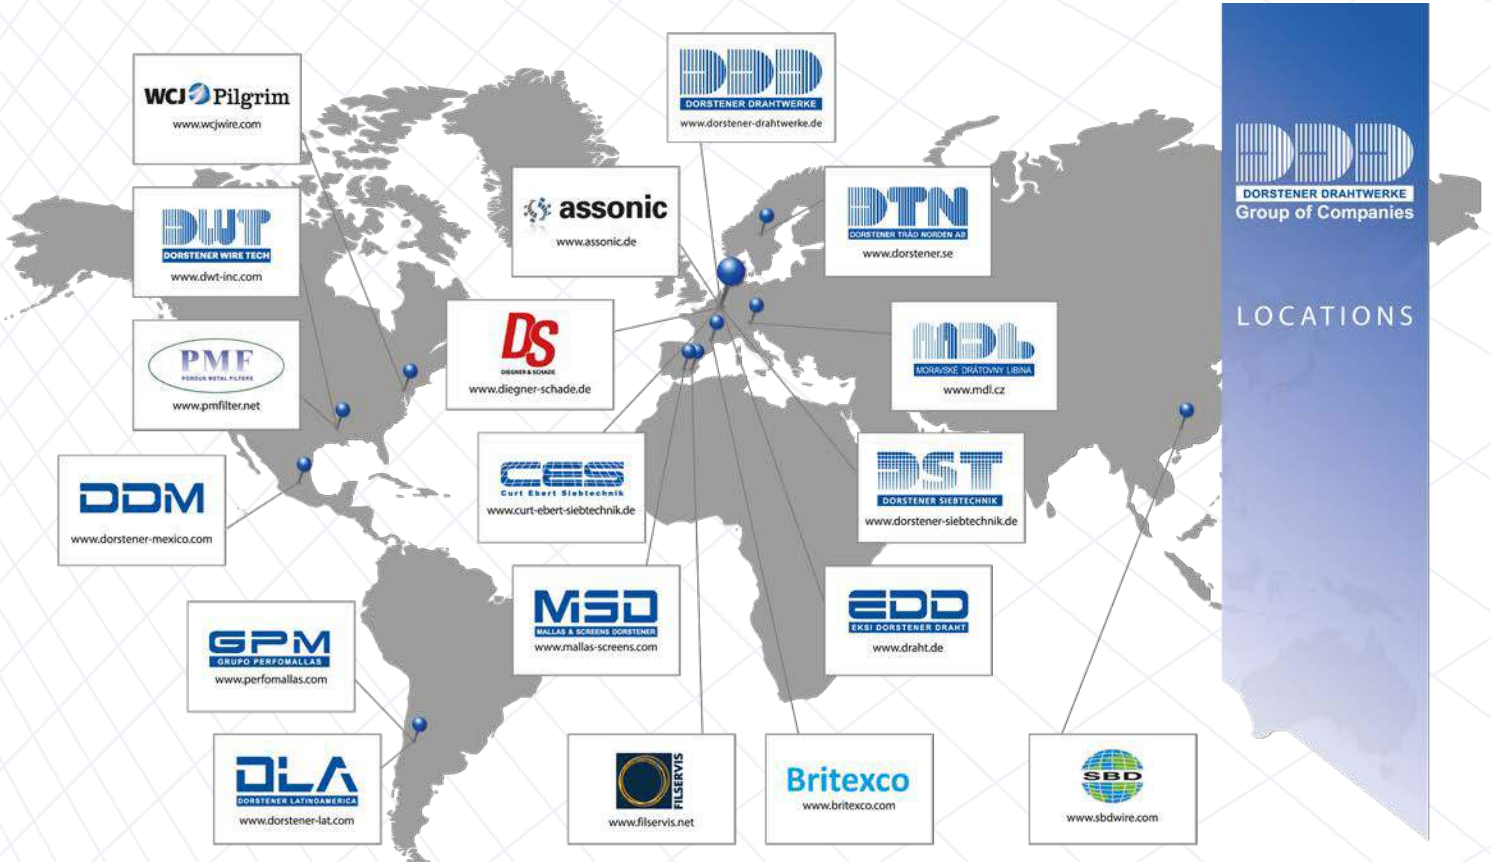 WCJ Pilgrim
www.wcjwire.com
DWT
DORSTENER WIRE TECH
www.dwt-inc.com
PMF
POROUS METAL FILTERS
www.pmfilter.net
DDM
www.dorstener-mexico.com
GPM
GRUPO PERFOMALLAS
www.perfomallas.com
DLA
DORSTENER LATINOAMERICA
www.dorstener-lat.com
DDD
DORSTENER DRAHTWERKE
www.dorstener-drahtwerke.de
assonic
www.assonic.de
DTN
DORSTENER TRÅD NORDEN AB
www.dorstener.se
DS
DIEGNER & SCHADE
www.diegner-schade.de
MDL
MORAVSKÉ DRÁTOVNY LIBINA
www.mdl.cz
CES
Curt Ebert Siebtechnik
www.curt-ebert-siebtechnik.de
DST
DORSTENER SIEBTECHNIK
www.dorstener-siebtechnik.de
MSD
MALLAS & SCREENS DORSTENER
www.mallas-screens.com
EDD
EKSI DORSTENER DRAHT
www.draht.de
FILSERVIS
www.filservis.net
Britexco
www.britexco.com
SBD
www.sbdwire.com
DDD
DORSTENER DRAHTWERKE
Group of Companies
LOCATIONS